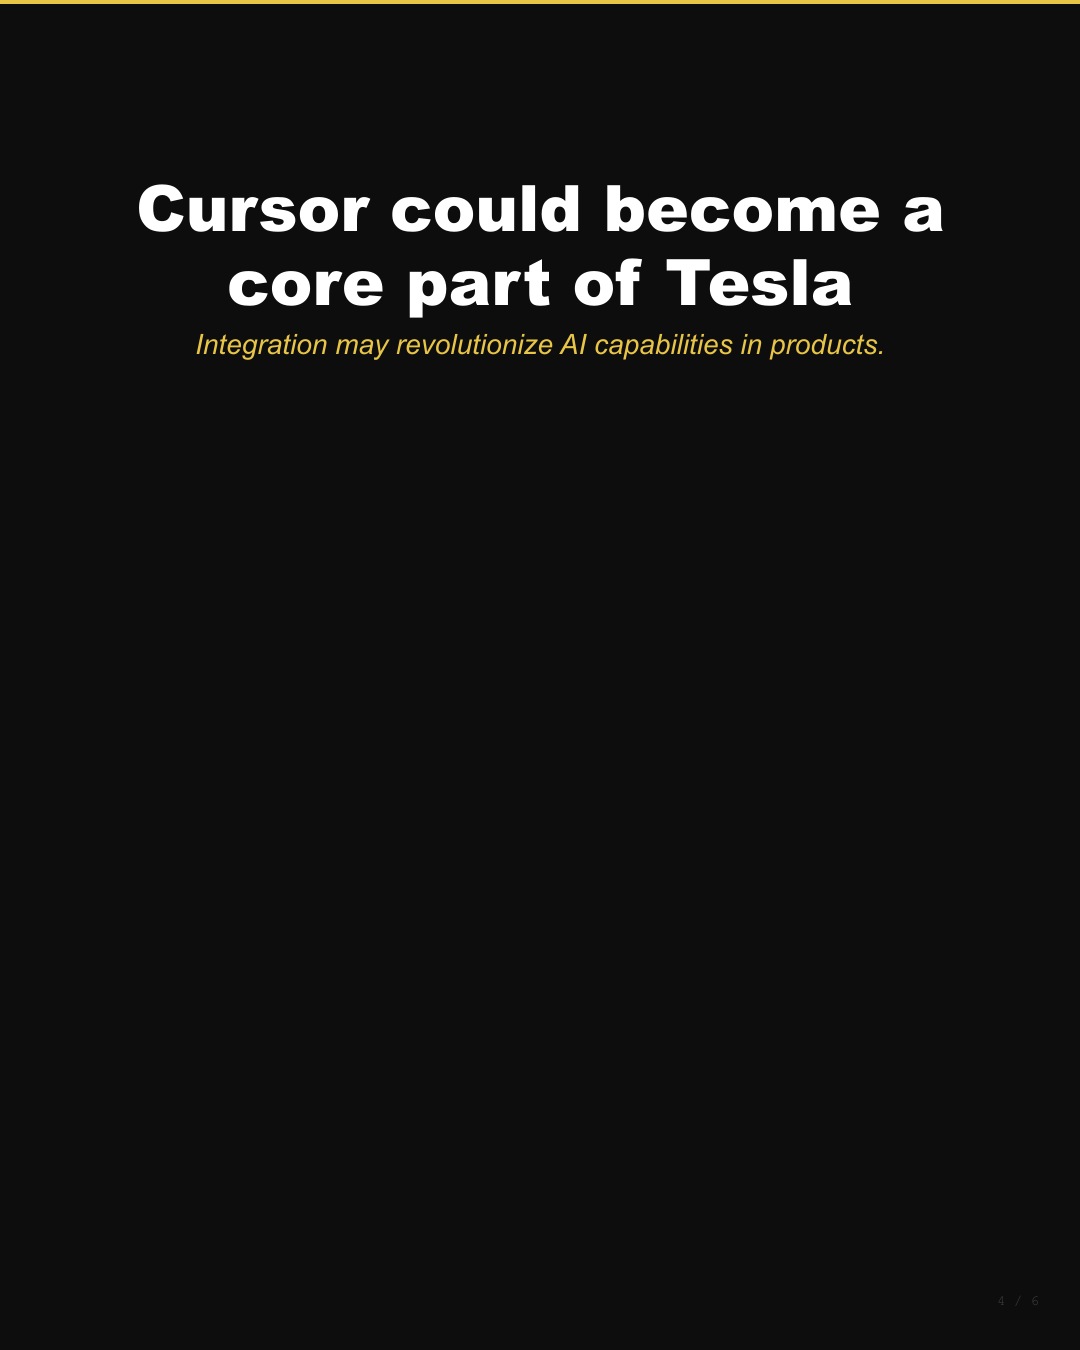 Cursor could become a
core part of Tesla
Integration may revolutionize AI capabilities in products.
4 / 6